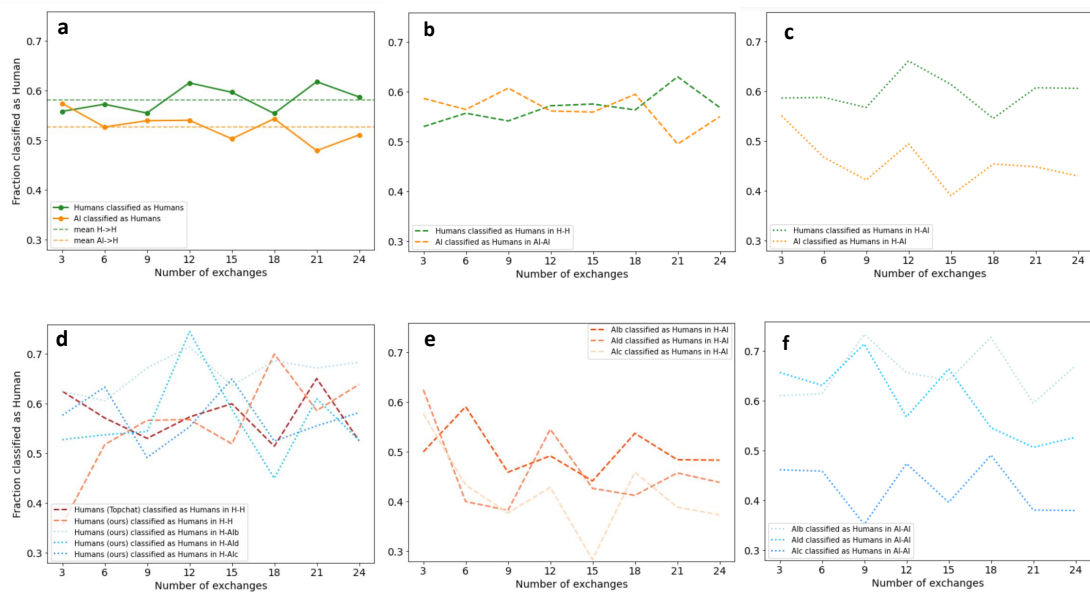 a
0.7
0.6
0.5
0.4
0.3
Fraction classified as Human
Humans classified as Humans
AI classified as Humans
mean H->H
mean AI->H
3 6 9 12 15 18 21 24
Number of exchanges
b
0.7
0.6
0.5
0.4
0.3
Humans classified as Humans in H-H
AI classified as Humans in AI-AI
3 6 9 12 15 18 21 24
Number of exchanges
c
0.7
0.6
0.5
0.4
0.3
Humans classified as Humans in H-AI
AI classified as Humans in H-AI
3 6 9 12 15 18 21 24
Number of exchanges
d
0.7
0.6
0.5
0.4
0.3
Fraction classified as Human
Humans (Topchat) classified as Humans in H-H
Humans (ours) classified as Humans in H-H
Humans (ours) classified as Humans in H-AIb
Humans (ours) classified as Humans in H-AId
Humans (ours) classified as Humans in H-AIc
3 6 9 12 15 18 21 24
Number of exchanges
e
0.7
0.6
0.5
0.4
0.3
AIb classified as Humans in H-AI
AId classified as Humans in H-AI
AIc classified as Humans in H-AI
3 6 9 12 15 18 21 24
Number of exchanges
f
0.7
0.6
0.5
0.4
0.3
AIb classified as Humans in AI-AI
AId classified as Humans in AI-AI
AIc classified as Humans in AI-AI
3 6 9 12 15 18 21 24
Number of exchanges